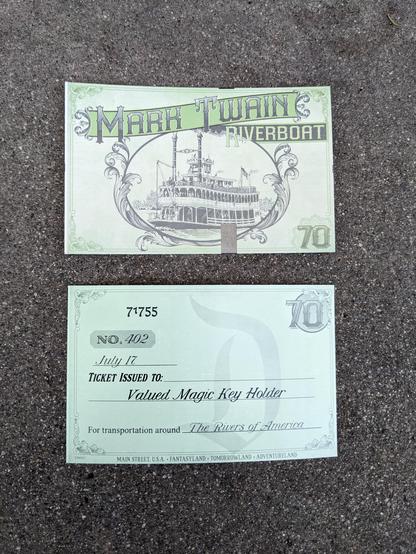 MARK TWAIN
RIVERBOAT
70
71755
70
NO. 402
July 17
TICKET ISSUED TO:
Valued Magic Key Holder
For transportation around The Rivers of America
MAIN STREET, U.S.A. • FANTASYLAND • TOMORROWLAND • ADVENTURELAND